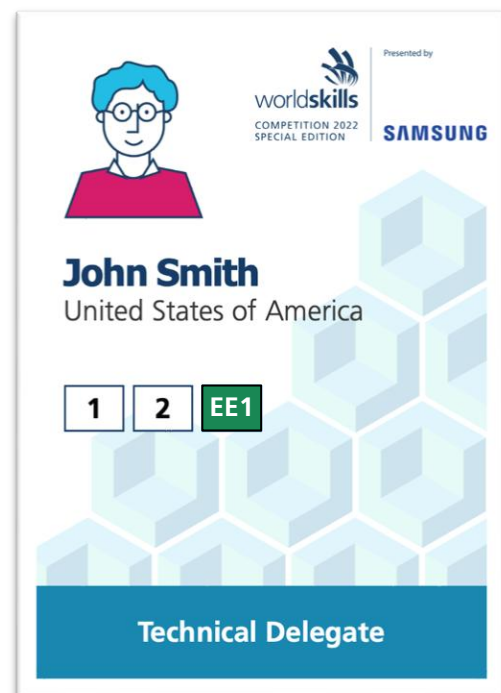 Presented by
worldskills
COMPETITION 2022
SPECIAL EDITION
SAMSUNG
John Smith
United States of America
1 2 EE1
Technical Delegate